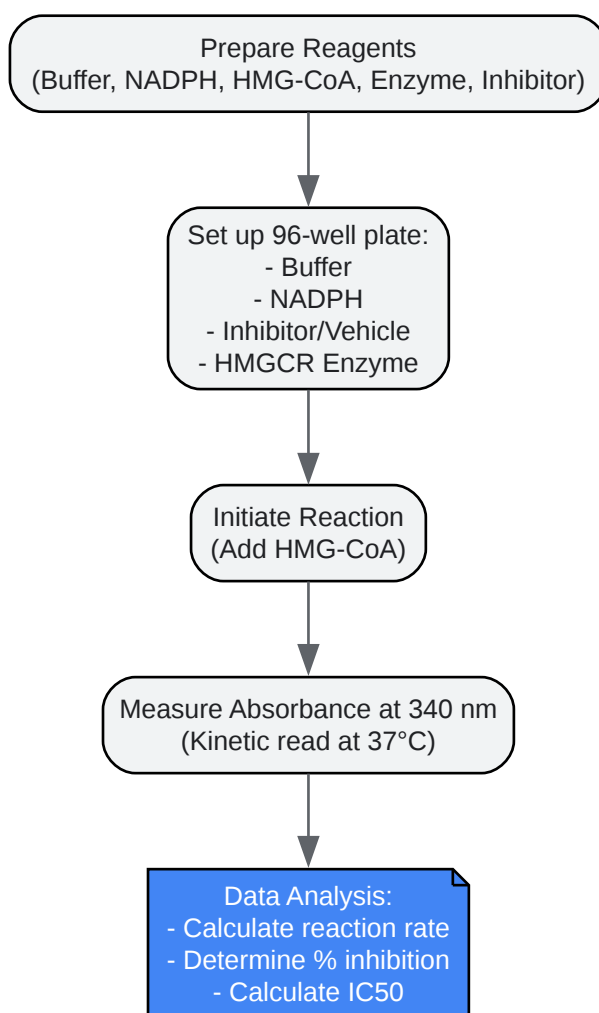 Prepare Reagents
(Buffer, NADPH, HMG-CoA, Enzyme, Inhibitor)
Set up 96-well plate:
- Buffer
- NADPH
- Inhibitor/Vehicle
- HMGCR Enzyme
Initiate Reaction
(Add HMG-CoA)
Measure Absorbance at 340 nm
(Kinetic read at 37°C)
Data Analysis:
- Calculate reaction rate
- Determine % inhibition
- Calculate IC50